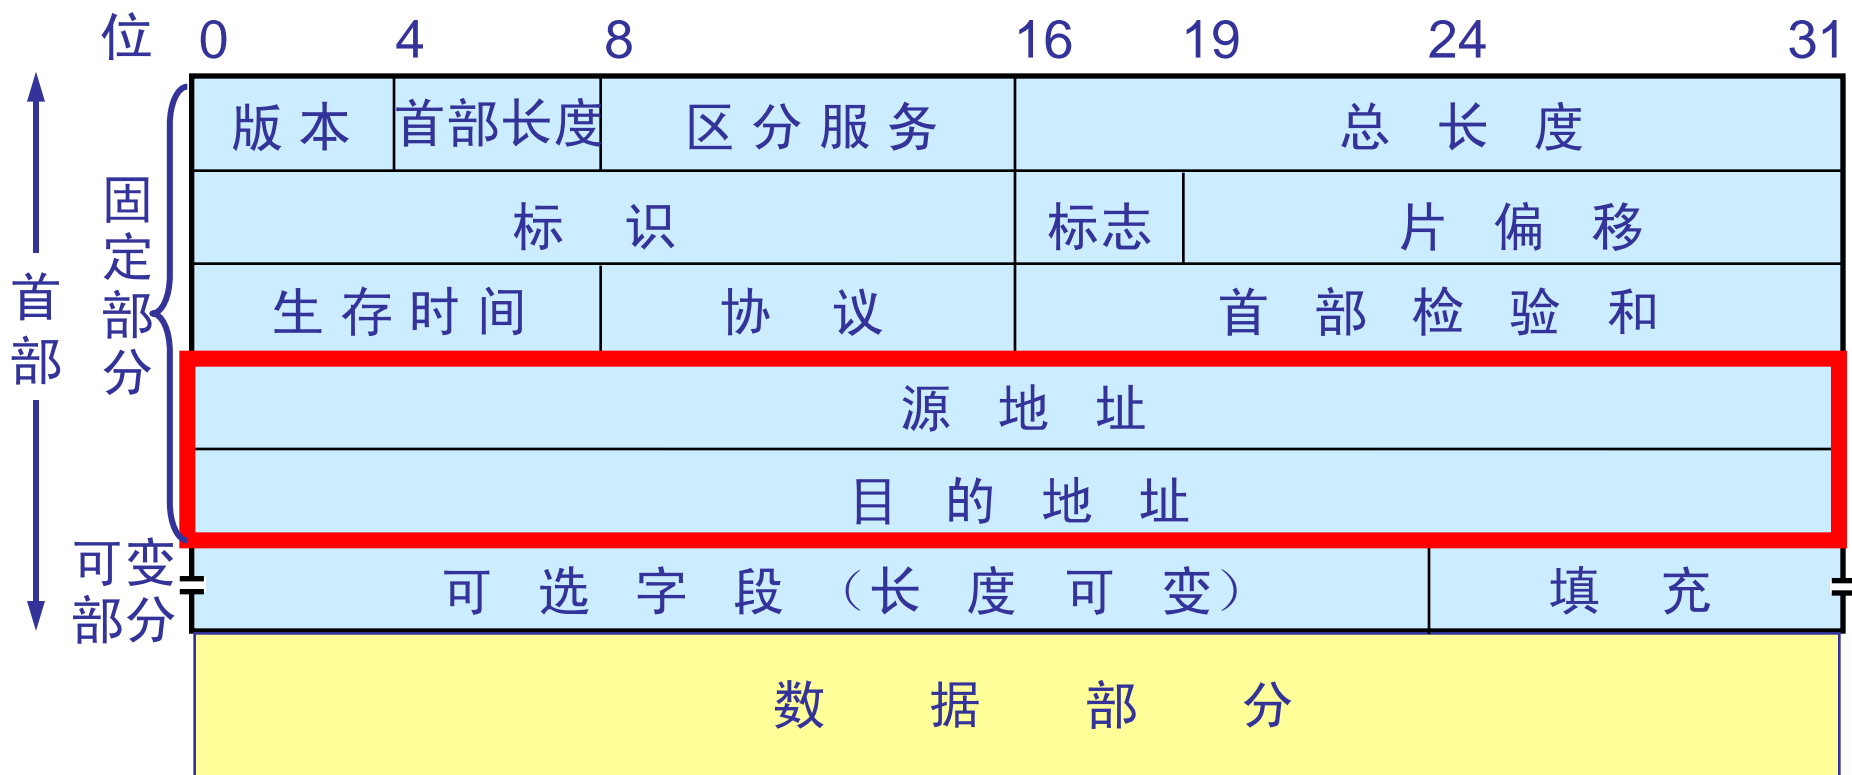 位 0 4 8 16 19 24 31
版本 首部长度 区分服务 总长度
标识 标志 片偏移
生存时间 协议 首部检验和
源地址
目的地址
可选字段（长度可变） 填充
数据部分
首部
固定部分
可变
部分